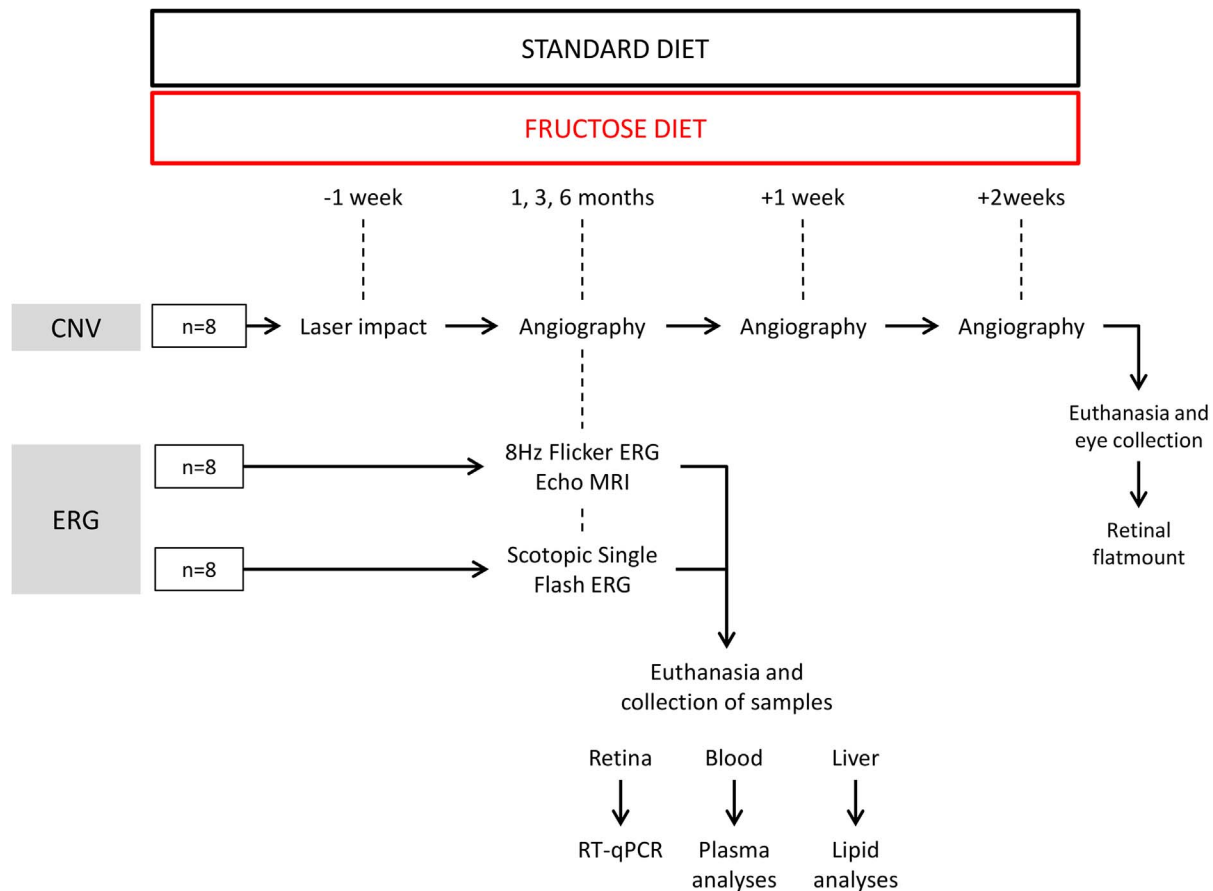 STANDARD DIET
FRUCTOSE DIET
-1 week
1, 3, 6 months
+1 week
+2weeks
CNV
n=8
Laser impact
Angiography
Angiography
Angiography
Euthanasia and
eye collection
Retinal
flatmount
ERG
n=8
8Hz Flicker ERG
Echo MRI
n=8
Scotopic Single
Flash ERG
Euthanasia and
collection of samples
Retina
Blood
Liver
RT-qPCR
Plasma
analyses
Lipid
analyses